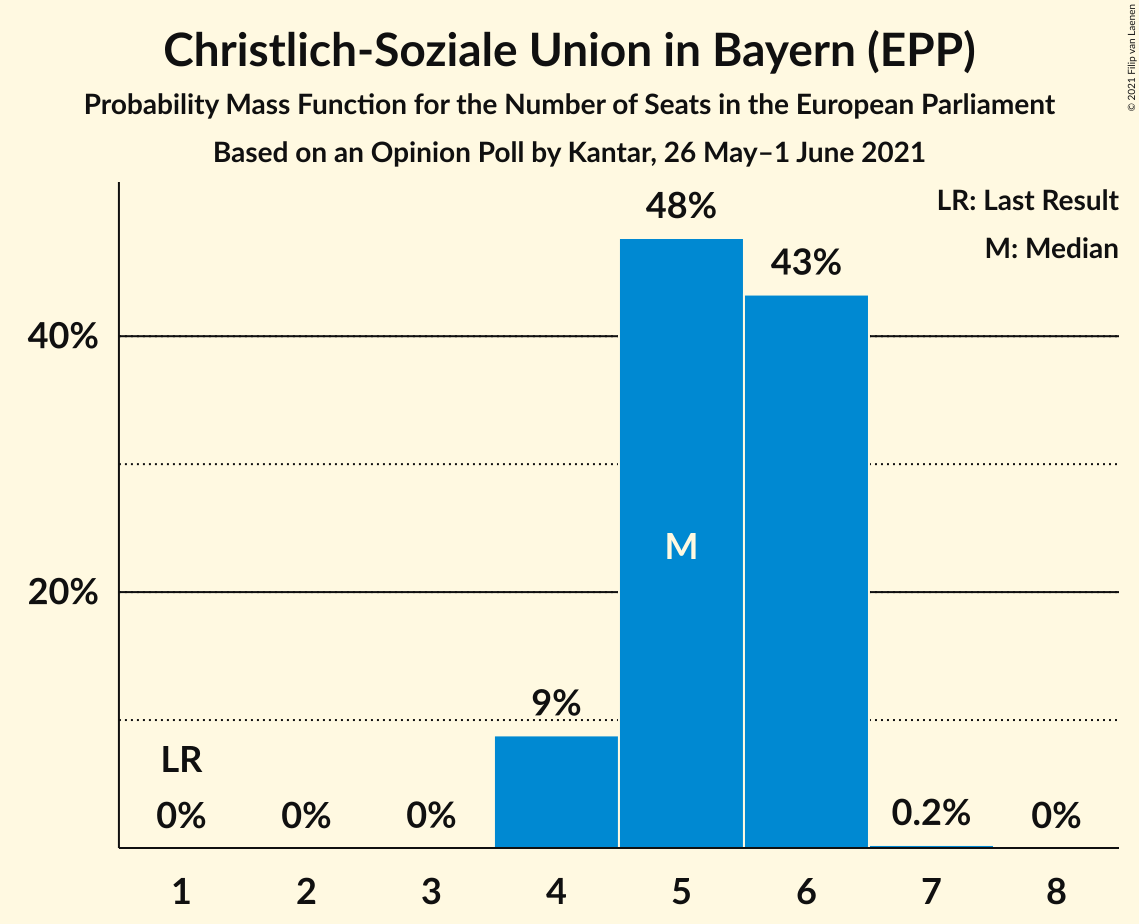 Christlich-Soziale Union in Bayern (EPP)
Probability Mass Function for the Number of Seats in the European Parliament
Based on an Opinion Poll by Kantar, 26 May–1 June 2021
© 2021 Filip van Laenen
LR: Last Result
M: Median
48%
43%
40%
M
20%
9%
LR
0% 0% 0% 0.2% 0%
1 2 3 4 5 6 7 8